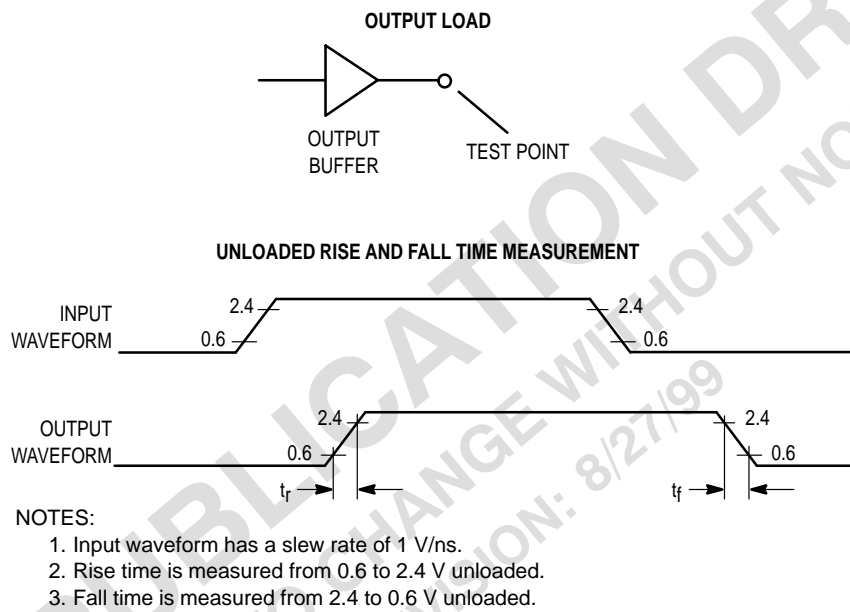 OUTPUT LOAD
OUTPUT
BUFFER
TEST POINT
UNLOADED RISE AND FALL TIME MEASUREMENT
INPUT
WAVEFORM
2.4
0.6
2.4
0.6
OUTPUT
WAVEFORM
2.4
0.6
2.4
0.6
tr
tf
NOTES:
1. Input waveform has a slew rate of 1 V/ns.
2. Rise time is measured from 0.6 to 2.4 V unloaded.
3. Fall time is measured from 2.4 to 0.6 V unloaded.
PUBLICATION DR
TO CHANGE WITHOUT NO
VISION: 8/27/99